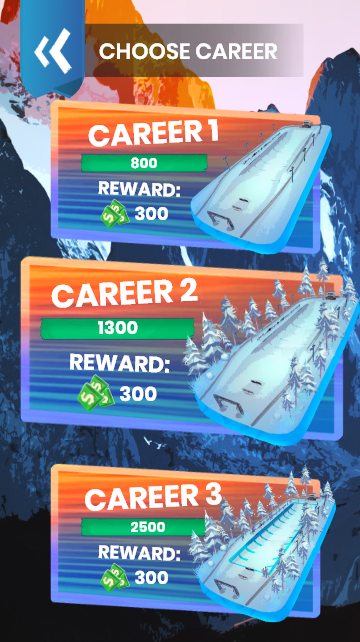 CHOOSE CAREER
CAREER 1
800
REWARD:
300
CAREER 2
1300
REWARD:
300
CAREER 3
2500
REWARD:
300